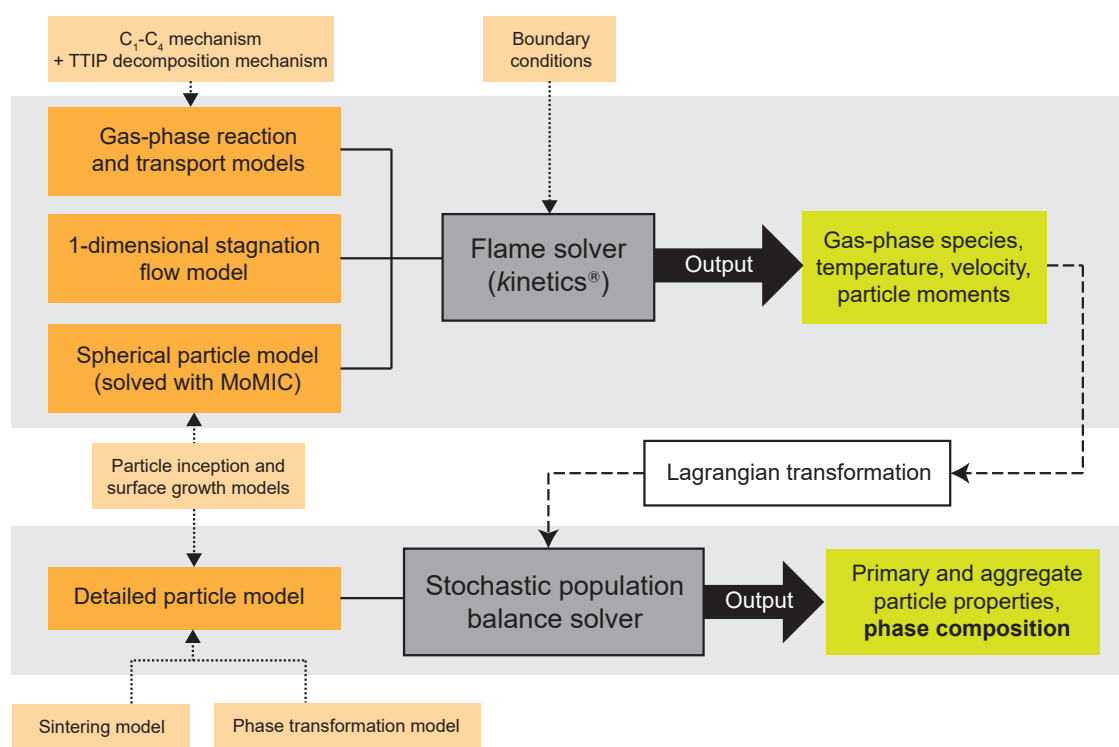 C₁-C₄ mechanism
+ TTIP decomposition mechanism
Boundary
conditions
Gas-phase reaction
and transport models
1-dimensional stagnation
flow model
Spherical particle model
(solved with MoMIC)
Flame solver
(kinetics®)
Output
Gas-phase species,
temperature, velocity,
particle moments
Particle inception and
surface growth models
Lagrangian transformation
Detailed particle model
Stochastic population
balance solver
Output
Primary and aggregate
particle properties,
phase composition
Sintering model
Phase transformation model